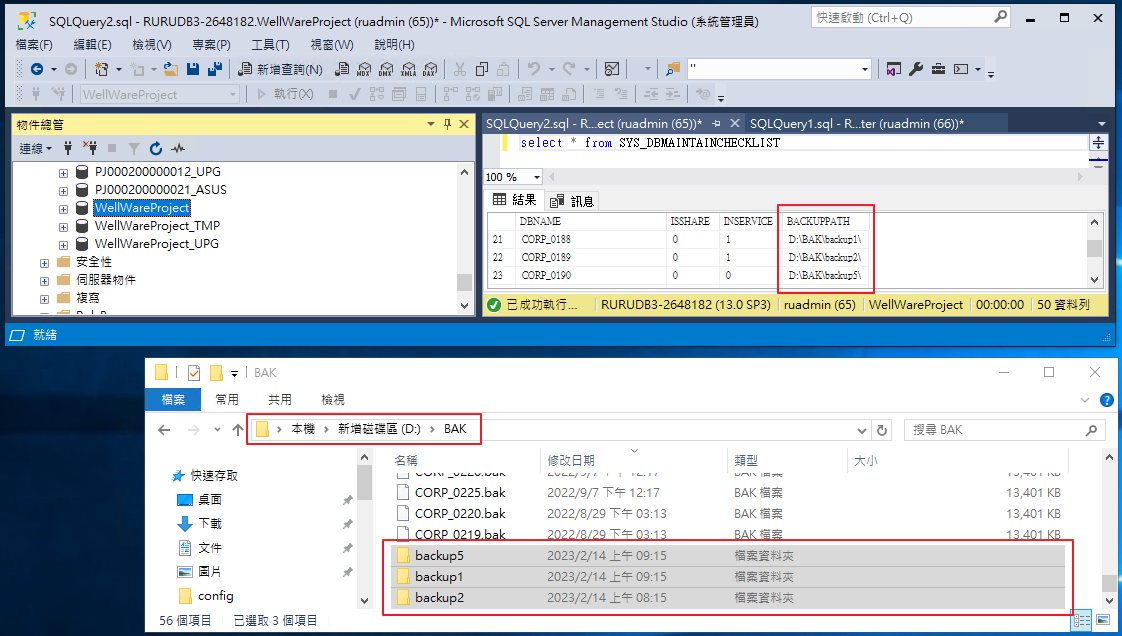 SQLQuery2.sql - RURUDB3-2648182.WellWareProject (ruadmin (65))* - Microsoft SQL Server Management Studio (系統管理員)
快速啟動 (Ctrl+Q)
檔案(F) 編輯(E) 檢視(V) 專案(P) 工具(T) 視窗(W) 說明(H)
新增查詢(N) MDX DMX XMLA DAX "
WellWareProject 執行(X)
物件總管
SQLQuery2.sql - R...ect (ruadmin (65))* SQLQuery1.sql - R...ter (ruadmin (66))*
連線
select * from SYS_DBMAINTAINCHECKLIST
PJ000200000012_UPG
PJ000200000021_ASUS
WellWareProject
WellWareProject_TMP
WellWareProject_UPG
安全性
伺服器物件
複寫
100 %
結果 訊息
DBNAME ISSHARE INSERVICE BACKUPPATH
21 CORP_0188 0 1 D:\BAK\backup1\
22 CORP_0189 0 1 D:\BAK\backup2\
23 CORP_0190 0 0 D:\BAK\backup5\
已成功執行... RURUDB3-2648182 (13.0 SP3) ruadmin (65) WellWareProject 00:00:00 50 資料列
就緒
BAK
檔案 常用 共用 檢視
本機 新增磁碟區 (D:) BAK
搜尋 BAK
快速存取
桌面
下載
文件
圖片
config
名稱 修改日期 類型 大小
CORP_0226.bak 2022/9/7 下午 12:17 BAK 檔案 13,401 KB
CORP_0225.bak 2022/9/7 下午 12:17 BAK 檔案 13,401 KB
CORP_0220.bak 2022/8/29 下午 03:13 BAK 檔案 13,401 KB
CORP_0219.bak 2022/8/29 下午 03:13 BAK 檔案 13,401 KB
backup5 2023/2/14 上午 09:15 檔案資料夾
backup1 2023/2/14 上午 09:15 檔案資料夾
backup2 2023/2/14 上午 08:15 檔案資料夾
56 個項目 已選取 3 個項目